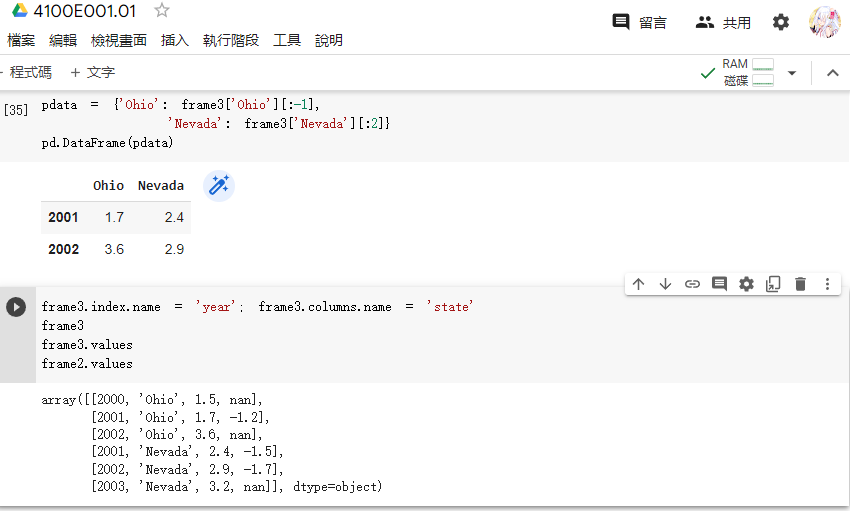 4100E001.01
留言
共用
檔案 編輯 檢視畫面 插入 執行階段 工具 說明
+ 程式碼 + 文字
RAM
磁碟
[35] pdata = {'Ohio': frame3['Ohio'][:-1],
'Nevada': frame3['Nevada'][:2]}
pd.DataFrame(pdata)
Ohio Nevada
2001 1.7 2.4
2002 3.6 2.9
frame3.index.name = 'year'; frame3.columns.name = 'state'
frame3
frame3.values
frame2.values
array([[2000, 'Ohio', 1.5, nan],
[2001, 'Ohio', 1.7, -1.2],
[2002, 'Ohio', 3.6, nan],
[2001, 'Nevada', 2.4, -1.5],
[2002, 'Nevada', 2.9, -1.7],
[2003, 'Nevada', 3.2, nan]], dtype=object)